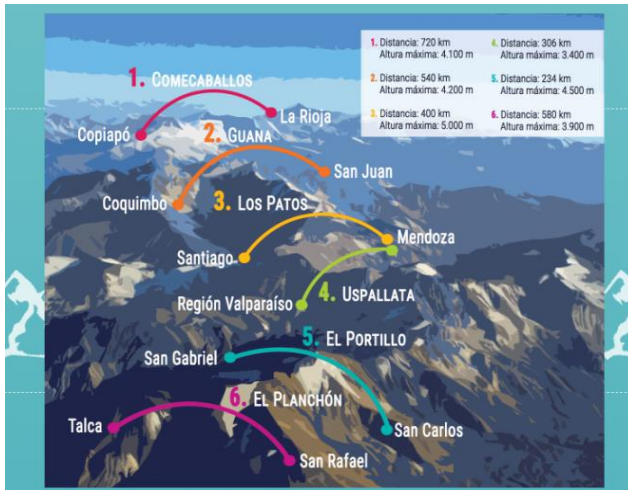 1. Distancia: 720 km
Altura máxima: 4.100 m
2. Distancia: 540 km
Altura máxima: 4.200 m
3. Distancia: 400 km
Altura máxima: 5.000 m
4. Distancia: 306 km
Altura máxima: 3.400 m
5. Distancia: 234 km
Altura máxima: 4.500 m
6. Distancia: 580 km
Altura máxima: 3.900 m
1. COMECABALLOS
Copiapó
La Rioja
2. GUANA
Coquimbo
San Juan
3. LOS PATOS
Santiago
Mendoza
Región Valparaíso
4. USPALLATA
5. EL PORTILLO
San Gabriel
San Carlos
6. EL PLANCHÓN
Talca
San Rafael